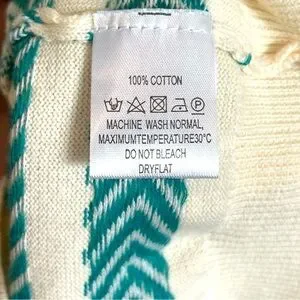 100% COTTON
MACHINE WASH NORMAL,
MAXIMUMTEMPERATURE30°C
DO NOT BLEACH
DRYFLAT